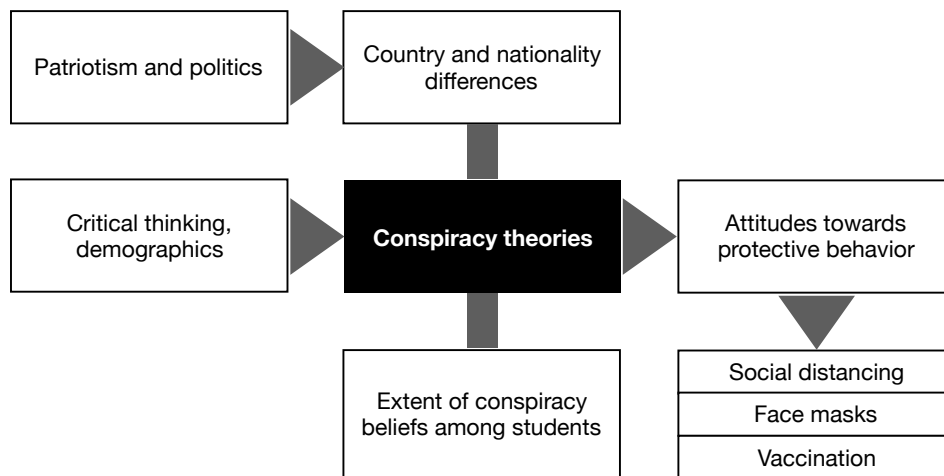 Patriotism and politics
Country and nationality
differences
Critical thinking,
demographics
Conspiracy theories
Attitudes towards
protective behavior
Extent of conspiracy
beliefs among students
Social distancing
Face masks
Vaccination